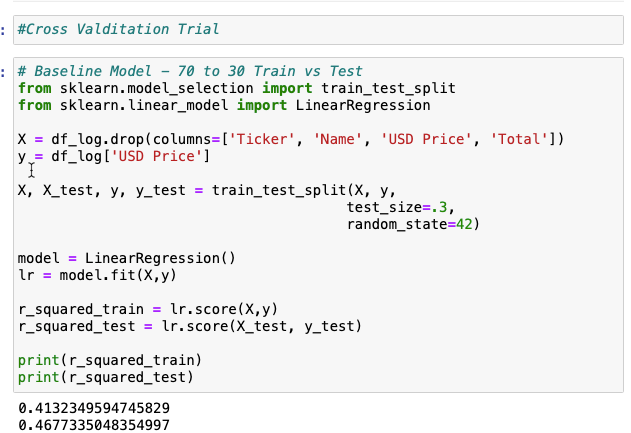 : #Cross Valditation Trial
: # Baseline Model – 70 to 30 Train vs Test
from sklearn.model_selection import train_test_split
from sklearn.linear_model import LinearRegression
X = df_log.drop(columns=['Ticker', 'Name', 'USD Price', 'Total'])
y = df_log['USD Price']
X, X_test, y, y_test = train_test_split(X, y,
test_size=.3,
random_state=42)
model = LinearRegression()
lr = model.fit(X,y)
r_squared_train = lr.score(X,y)
r_squared_test = lr.score(X_test, y_test)
print(r_squared_train)
print(r_squared_test)
0.4132349594745829
0.4677335048354997